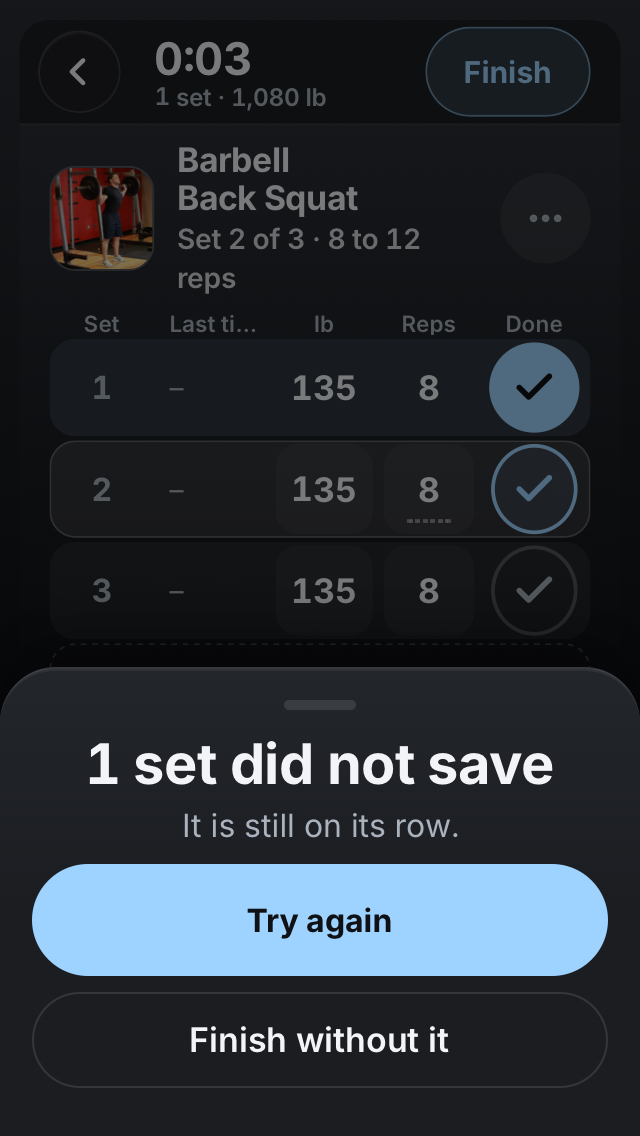 0:03
1 set · 1,080 lb
Finish
Barbell
Back Squat
Set 2 of 3 · 8 to 12
reps
Set Last ti... lb Reps Done
1 – 135 8
2 – 135 8
3 – 135 8
1 set did not save
It is still on its row.
Try again
Finish without it